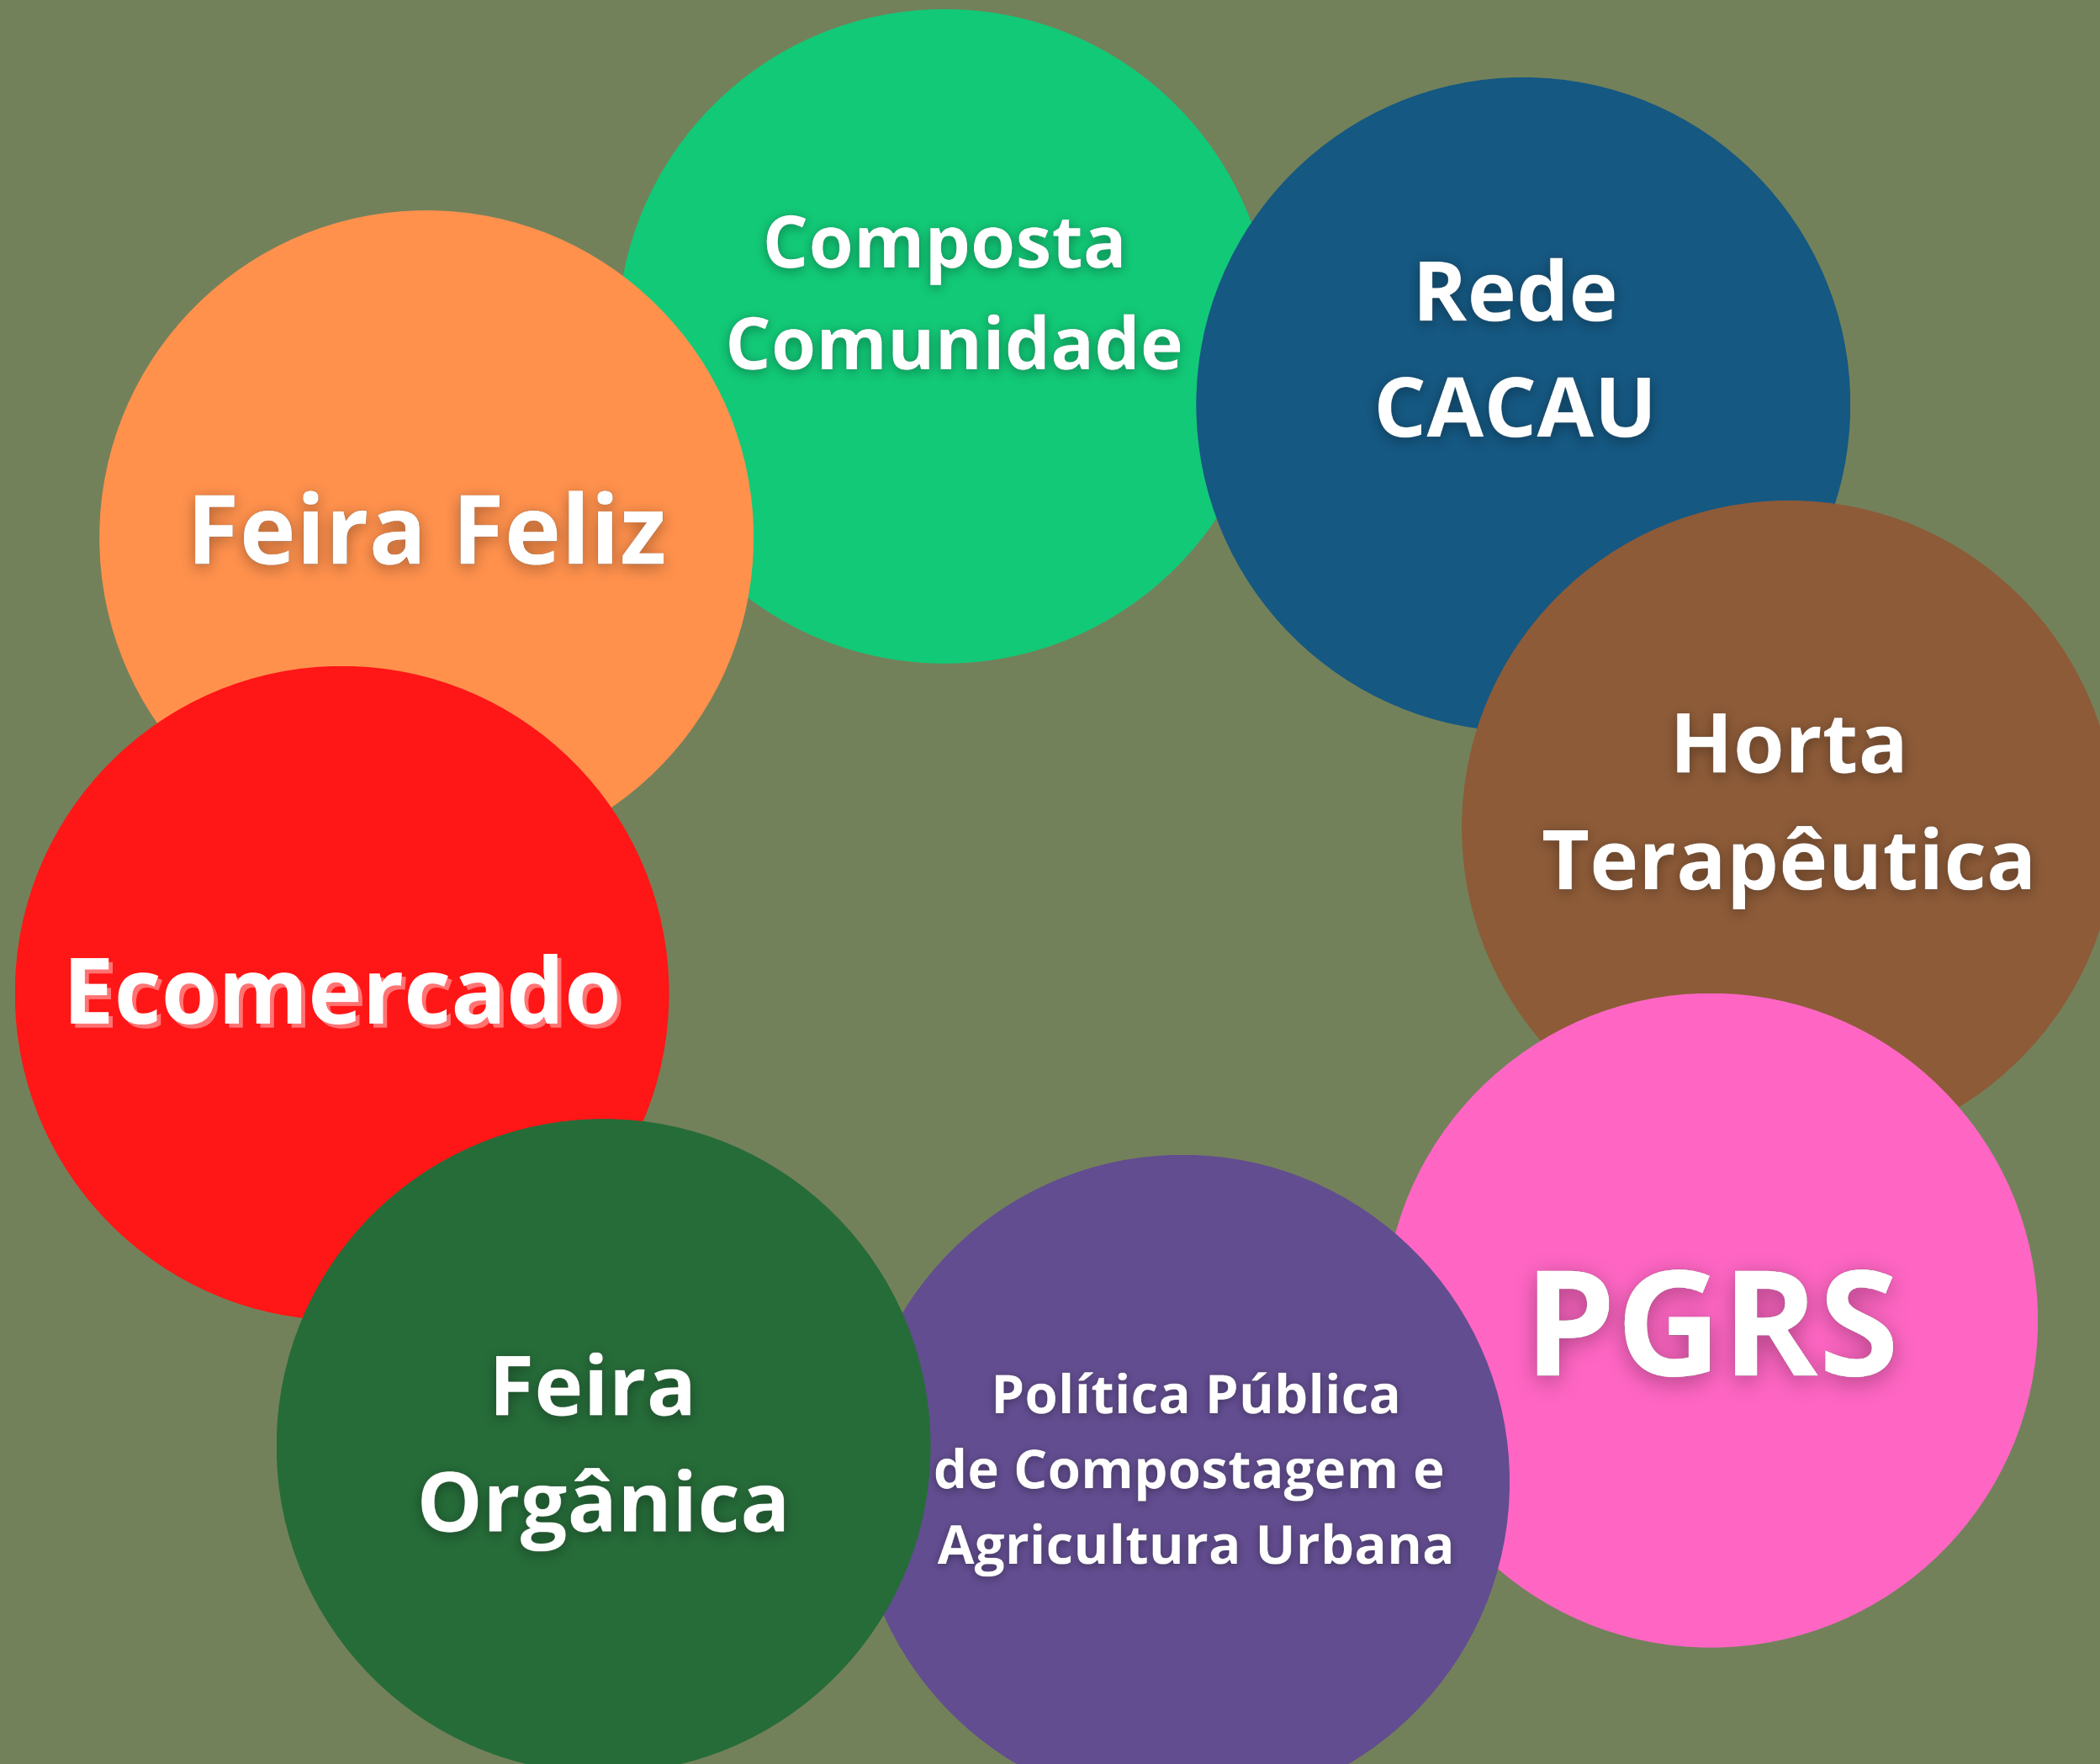 Composta
Comunidade
Rede
CACAU
Feira Feliz
Horta
Terapêutica
Ecomercado
PGRS
Feira
Orgânica
Política Pública
de Compostagem e
Agricultura Urbana